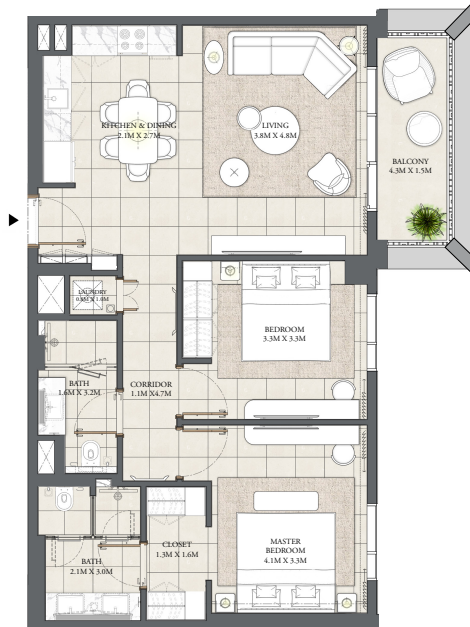 KITCHEN & DINING
2.1M X 2.7M
LIVING
3.8M X 4.8M
BALCONY
4.3M X 1.5M
LAUNDRY
0.8M X 1.0M
BEDROOM
3.3M X 3.3M
BATH
1.6M X 3.2M
CORRIDOR
1.1M X4.7M
CLOSET
1.3M X 1.6M
MASTER
BEDROOM
4.1M X 3.3M
BATH
2.1M X 3.0M